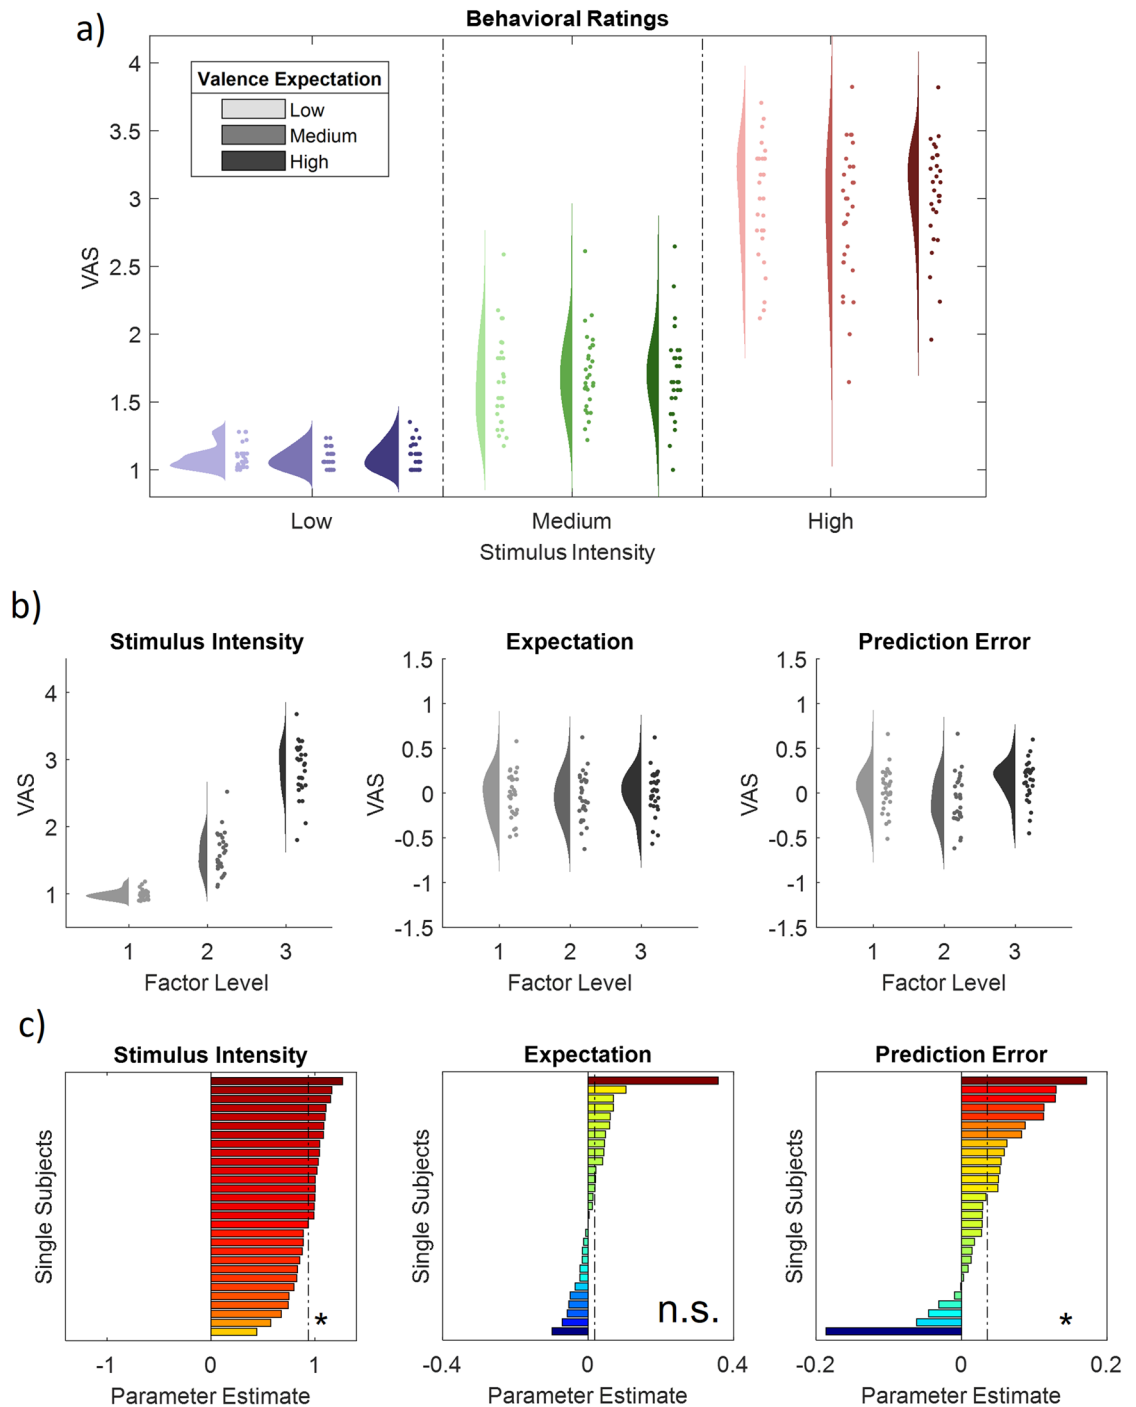 a)
Behavioral Ratings
Valence Expectation
Low
Medium
High
4
3.5
3
2.5
2
1.5
1
VAS
Low Medium High
Stimulus Intensity
b)
Stimulus Intensity Expectation Prediction Error
4
3
2
1
VAS
1 2 3
Factor Level
1.5
1
0.5
0
-0.5
-1
-1.5
VAS
1 2 3
Factor Level
1.5
1
0.5
0
-0.5
-1
-1.5
VAS
1 2 3
Factor Level
c)
Stimulus Intensity
Single Subjects
*
-1 0 1
Parameter Estimate
Expectation
Single Subjects
n.s.
-0.4 0 0.4
Parameter Estimate
Prediction Error
Single Subjects
*
-0.2 0 0.2
Parameter Estimate